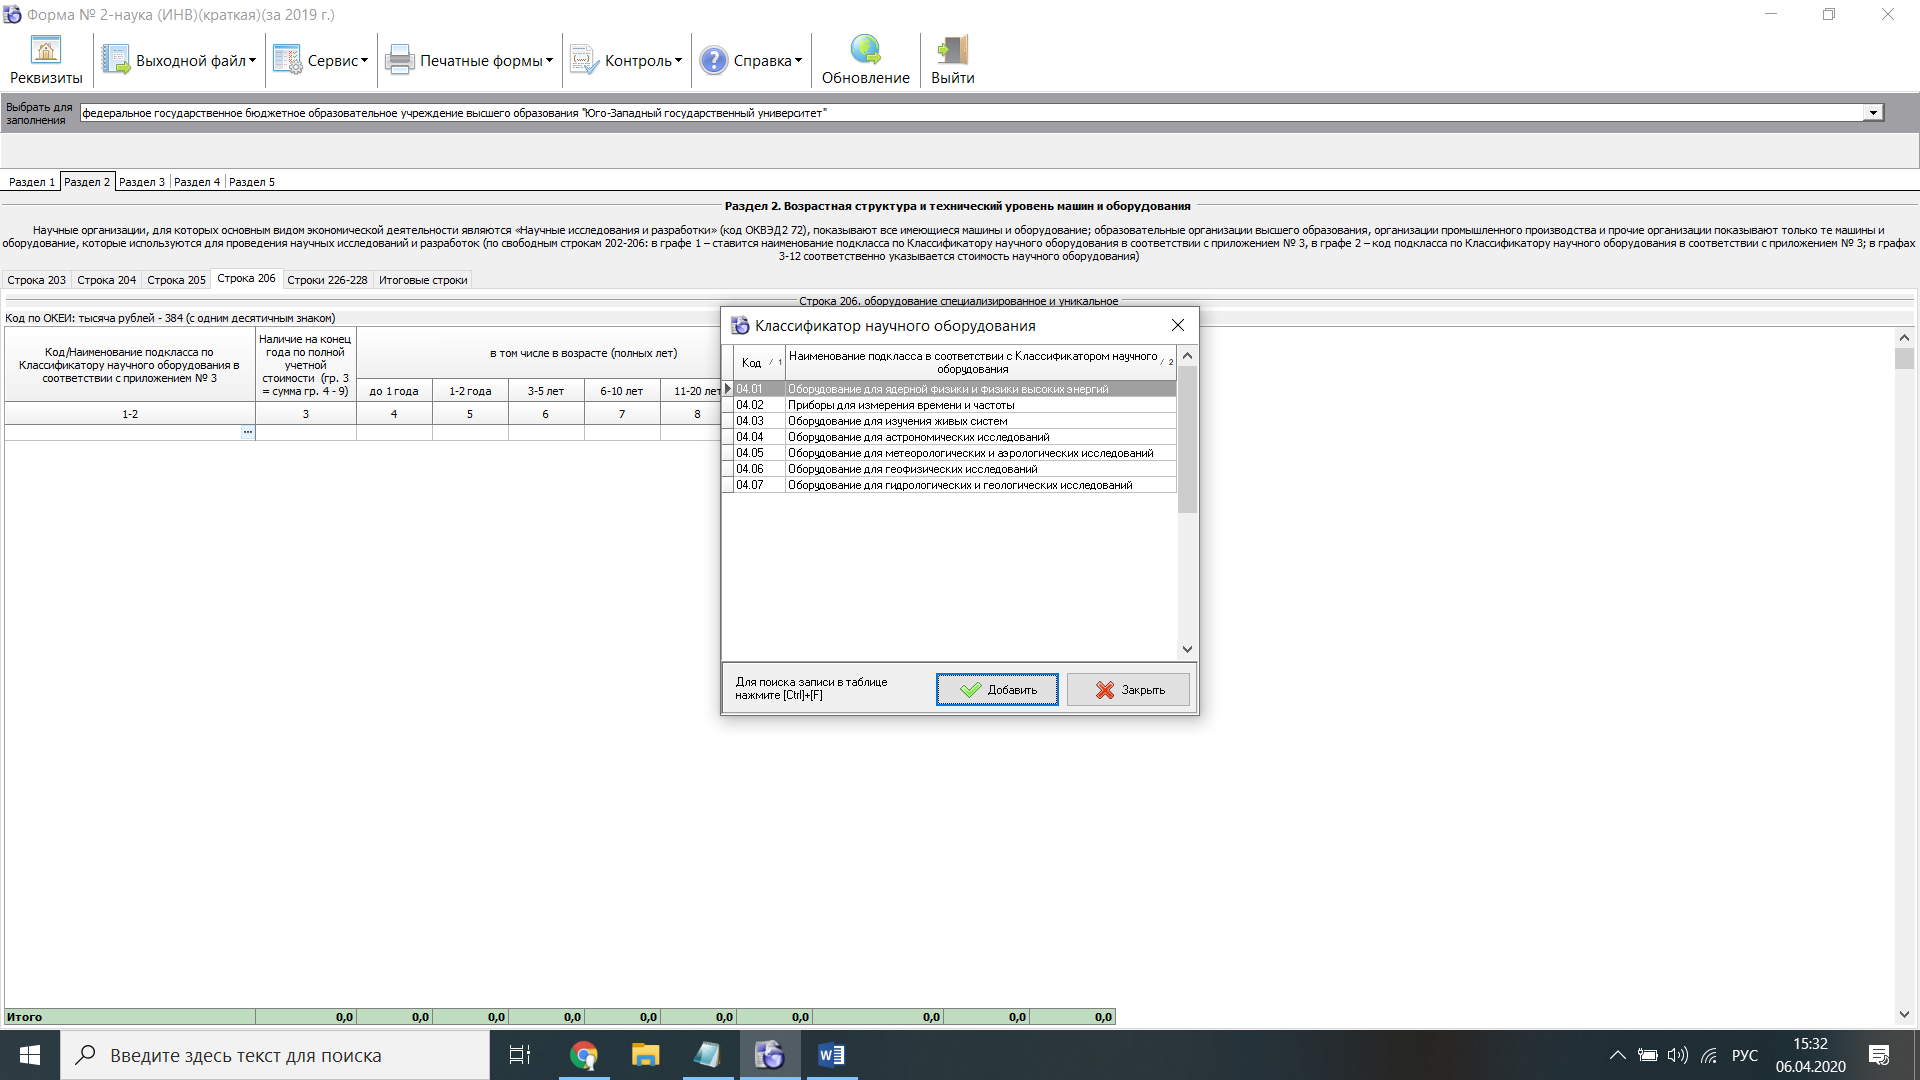 Форма № 2-наука (ИНВ)(краткая)(за 2019 г.)
Реквизиты
Выходной файл
Сервис
Печатные формы
Контроль
Справка
Обновление
Выйти
Выбрать для
заполнения
федеральное государственное бюджетное образовательное учреждение высшего образования "Юго-Западный государственный университет"
Раздел 1 Раздел 2 Раздел 3 Раздел 4 Раздел 5
Раздел 2. Возрастная структура и технический уровень машин и оборудования
Научные организации, для которых основным видом экономической деятельности являются «Научные исследования и разработки» (код ОКВЭД2 72), показывают все имеющиеся машины и оборудование; образовательные организации высшего образования, организации промышленного производства и прочие организации показывают только те машины и
оборудование, которые используются для проведения научных исследований и разработок (по свободным строкам 202-206: в графе 1 – ставится наименование подкласса по Классификатору научного оборудования в соответствии с приложением № 3, в графе 2 – код подкласса по Классификатору научного оборудования в соответствии с приложением № 3; в графах
3-12 соответственно указывается стоимость научного оборудования)
Строка 203 Строка 204 Строка 205 Строка 206 Строки 226-228 Итоговые строки
Строка 206. оборудование специализированное и уникальное
Код по ОКЕИ: тысяча рублей - 384 (с одним десятичным знаком)
Код/Наименование подкласса по
Классификатору научного оборудования в
соответствии с приложением № 3
Наличие на конец
года по полной
учетной
стоимости (гр. 3
= сумма гр. 4 - 9)
в том числе в возрасте (полных лет)
до 1 года 1-2 года 3-5 лет 6-10 лет 11-20 лет
1-2 3 4 5 6 7 8
...
Классификатор научного оборудования
Код / 1
Наименование подкласса в соответствии с Классификатором научного
оборудования / 2
04.01 Оборудование для ядерной физики и физики высоких энергий
04.02 Приборы для измерения времени и частоты
04.03 Оборудование для изучения живых систем
04.04 Оборудование для астрономических исследований
04.05 Оборудование для метеорологических и аэрологических исследований
04.06 Оборудование для геофизических исследований
04.07 Оборудование для гидрологических и геологических исследований
Для поиска записи в таблице
нажмите [Ctrl]+[F]
Добавить
Закрыть
Итого 0,0 0,0 0,0 0,0 0,0 0,0 0,0 0,0 0,0 0,0
Введите здесь текст для поиска
РУС
15:32
06.04.2020